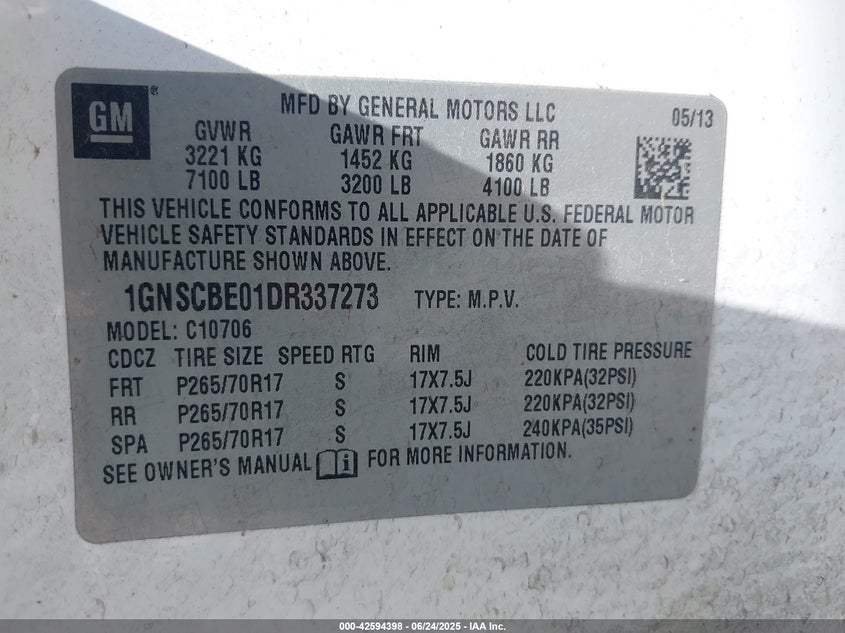 GM®
MFD BY GENERAL MOTORS LLC 05/13
GVWR GAWR FRT GAWR RR
3221 KG 1452 KG 1860 KG
7100 LB 3200 LB 4100 LB
THIS VEHICLE CONFORMS TO ALL APPLICABLE U.S. FEDERAL MOTOR
VEHICLE SAFETY STANDARDS IN EFFECT ON THE DATE OF
MANUFACTURE SHOWN ABOVE.
1GNSCBE01DR337273 TYPE: M.P.V.
MODEL: C10706
CDCZ TIRE SIZE SPEED RTG RIM COLD TIRE PRESSURE
FRT P265/70R17 S 17X7.5J 220KPA(32PSI)
RR P265/70R17 S 17X7.5J 220KPA(32PSI)
SPA P265/70R17 S 17X7.5J 240KPA(35PSI)
SEE OWNER'S MANUAL i FOR MORE INFORMATION.
000-42594398 - 06/24/2025 - IAA Inc.